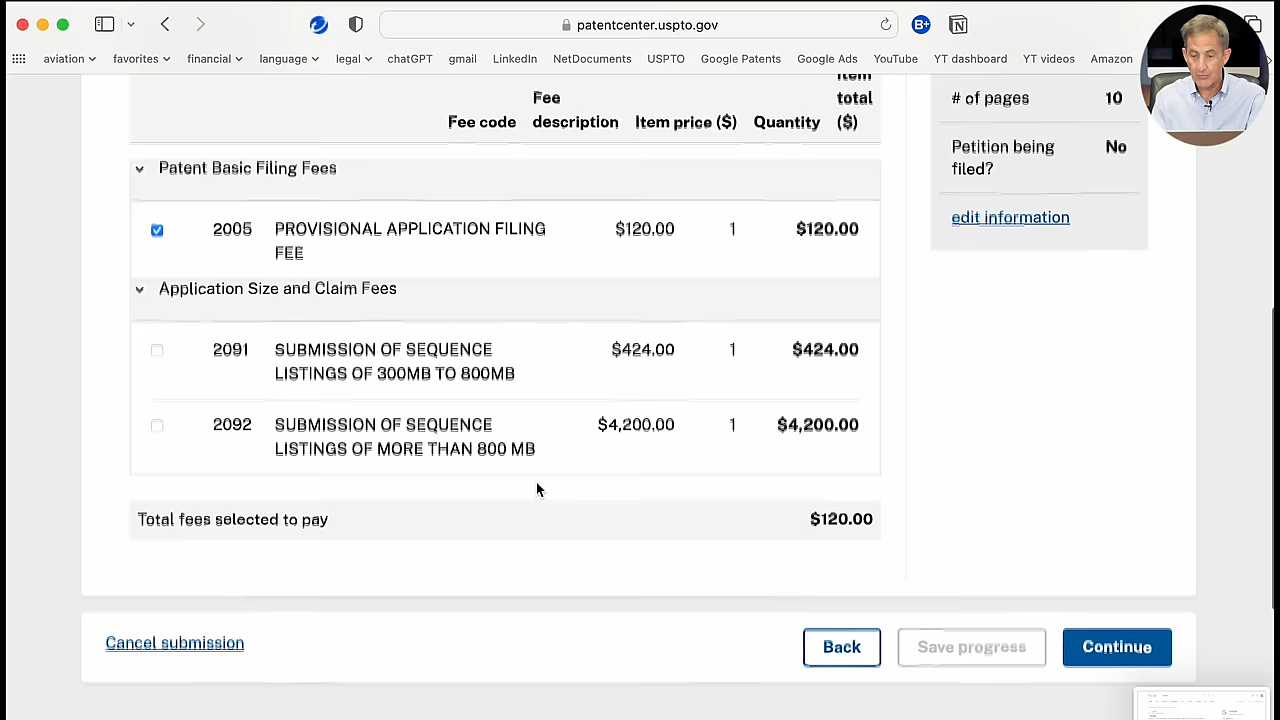 patentcenter.uspto.gov
aviation favorites financial language legal chatGPT gmail LinkedIn NetDocuments USPTO Google Patents Google Ads YouTube YT dashboard YT videos Amazon
Fee code Fee description Item price ($) Quantity Item total ($)
Patent Basic Filing Fees
2005 PROVISIONAL APPLICATION FILING $120.00 1 $120.00
FEE
Application Size and Claim Fees
2091 SUBMISSION OF SEQUENCE $424.00 1 $424.00
LISTINGS OF 300MB TO 800MB
2092 SUBMISSION OF SEQUENCE $4,200.00 1 $4,200.00
LISTINGS OF MORE THAN 800 MB
Total fees selected to pay $120.00
# of pages 10
Petition being No
filed?
edit information
Cancel submission Back Save progress Continue